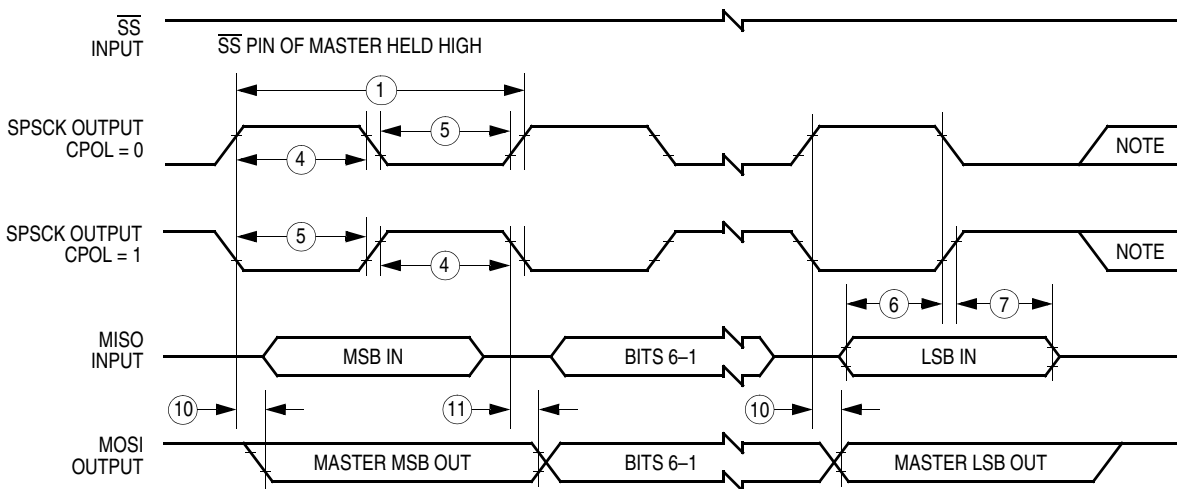 SS
INPUT
SS PIN OF MASTER HELD HIGH
1
SPSCK OUTPUT
CPOL = 0
5
4
NOTE
SPSCK OUTPUT
CPOL = 1
5
4
NOTE
6
7
MISO
INPUT
MSB IN
BITS 6–1
LSB IN
10
11
10
MOSI
OUTPUT
MASTER MSB OUT
BITS 6–1
MASTER LSB OUT